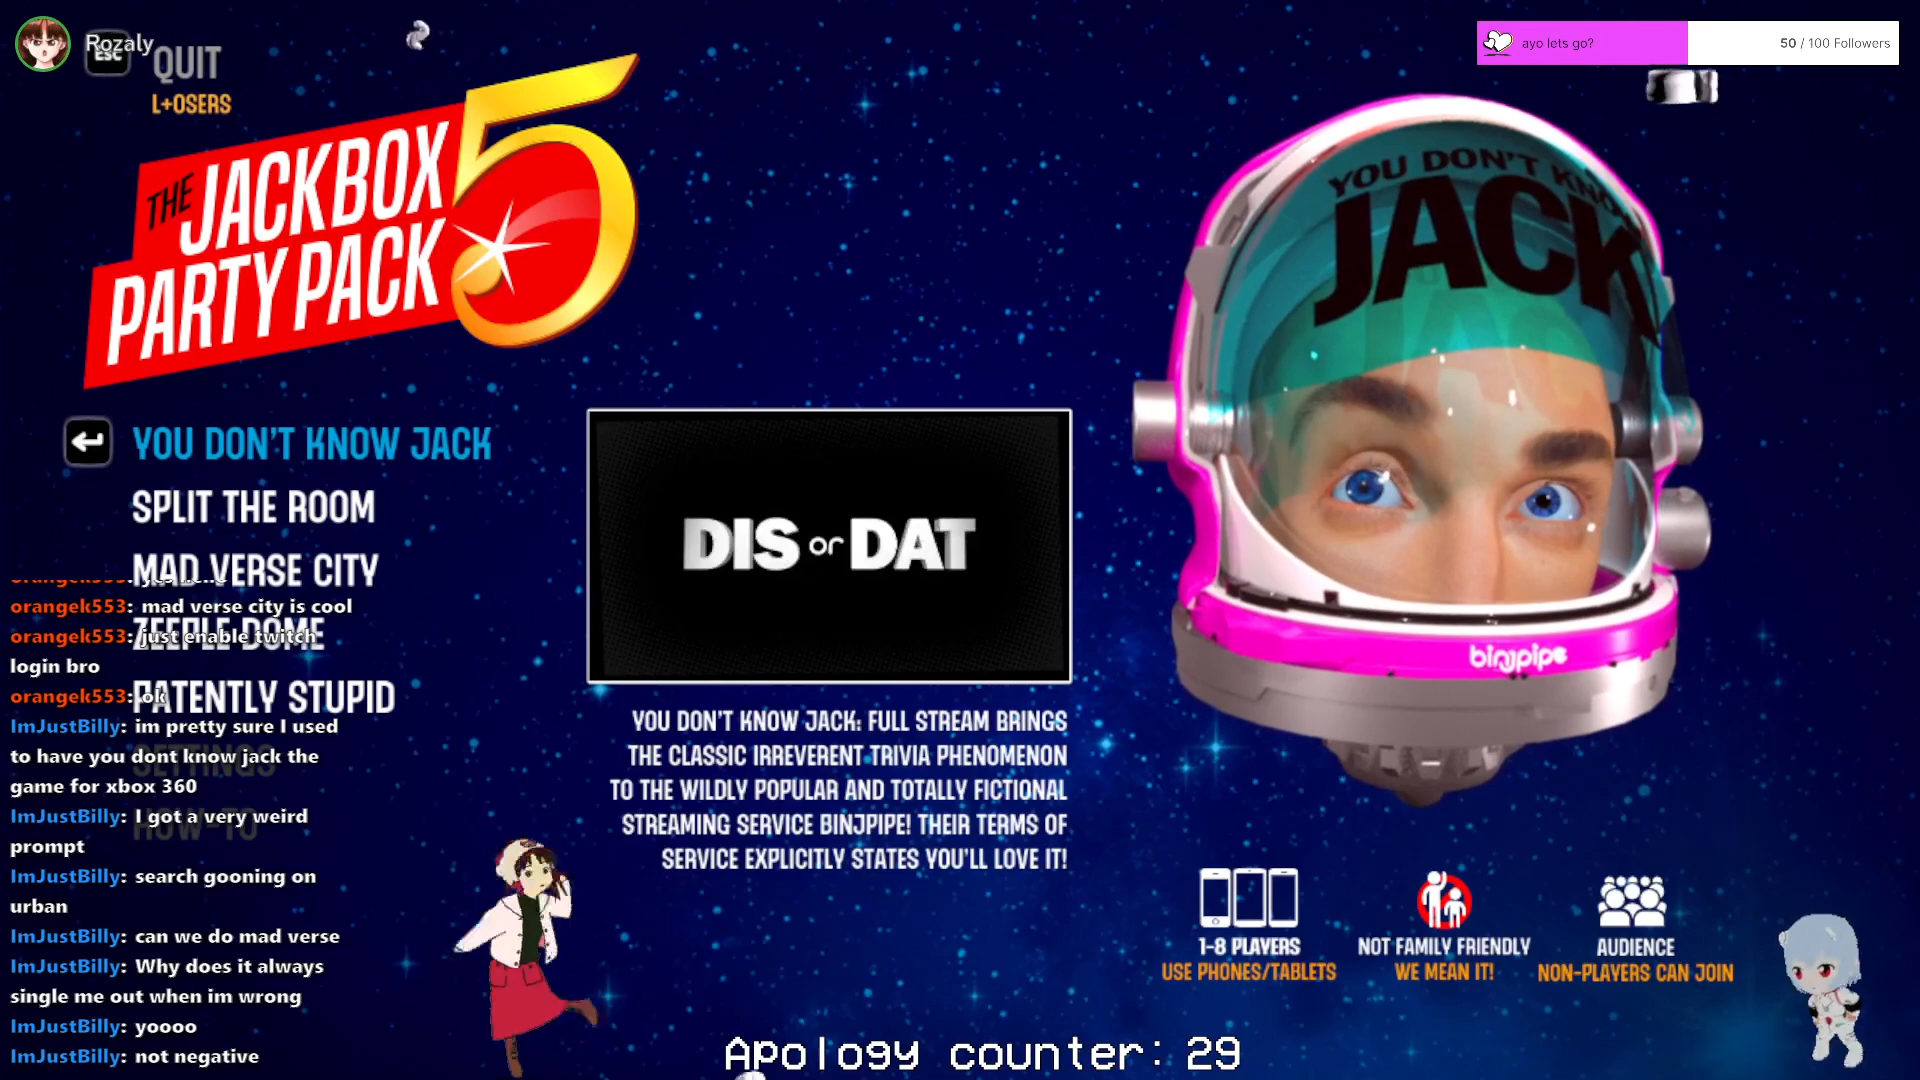 Rozaly
ESC
QUIT
L+OSERS
THE JACKBOX
PARTY PACK 5
ayo lets go?
50 / 100 Followers
YOU DON'T KNOW
JACK
binjpipe
YOU DON'T KNOW JACK
SPLIT THE ROOM
MAD VERSE CITY
ZEEPLE DOME
PATENTLY STUPID
SETTINGS
HOW-TO
DIS or DAT
YOU DON'T KNOW JACK: FULL STREAM BRINGS
THE CLASSIC IRREVERENT TRIVIA PHENOMENON
TO THE WILDLY POPULAR AND TOTALLY FICTIONAL
STREAMING SERVICE BINJPIPE! THEIR TERMS OF
SERVICE EXPLICITLY STATES YOU'LL LOVE IT!
orangek553: mad verse city is cool
orangek553: just enable twitch
login bro
orangek553: ok
ImJustBilly: im pretty sure I used
to have you dont know jack the
game for xbox 360
ImJustBilly: I got a very weird
prompt
ImJustBilly: search gooning on
urban
ImJustBilly: can we do mad verse
ImJustBilly: Why does it always
single me out when im wrong
ImJustBilly: yoooo
ImJustBilly: not negative
1-8 PLAYERS
USE PHONES/TABLETS
NOT FAMILY FRIENDLY
WE MEAN IT!
AUDIENCE
NON-PLAYERS CAN JOIN
Apology counter: 29